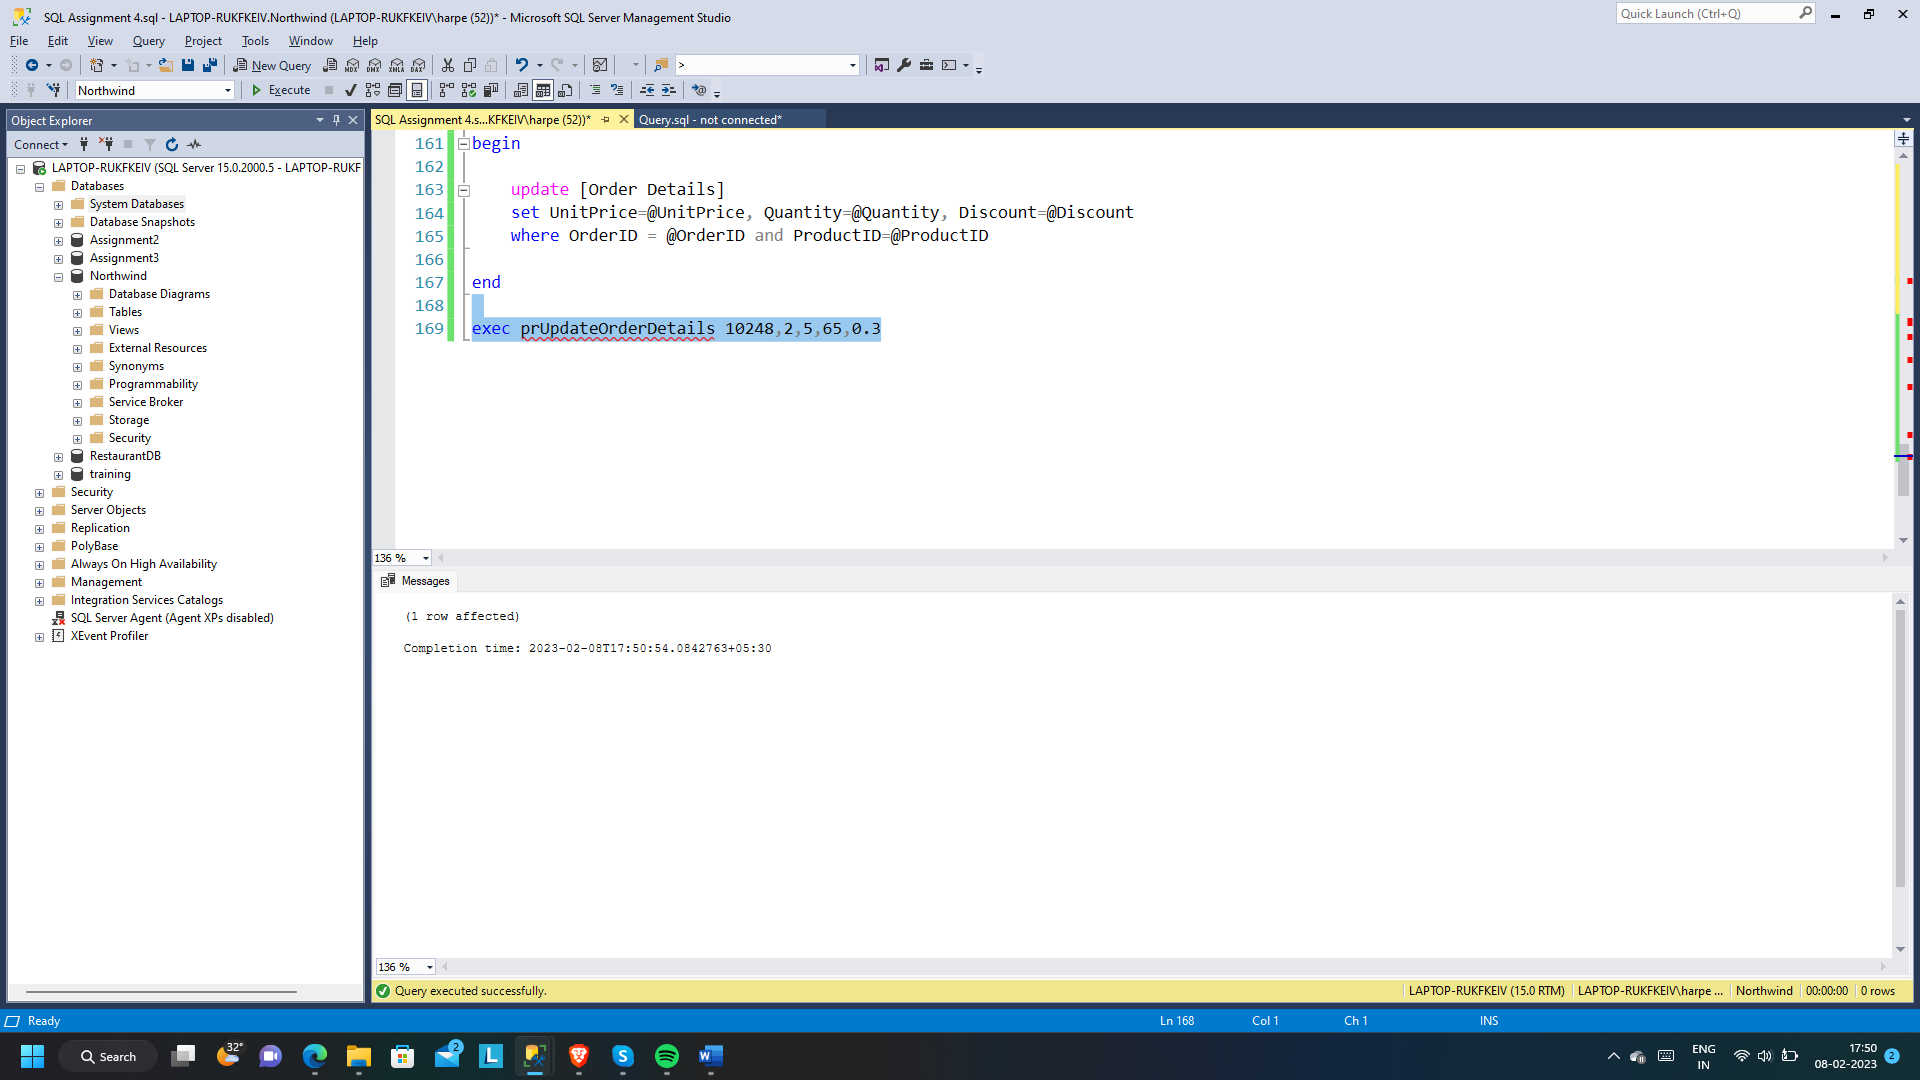 SQL Assignment 4.sql - LAPTOP-RUKFKEIV.Northwind (LAPTOP-RUKFKEIV\harpe (52))* - Microsoft SQL Server Management Studio
Quick Launch (Ctrl+Q)
File Edit View Query Project Tools Window Help
New Query MDX DMX XMLA DAX >
Northwind Execute
Object Explorer
SQL Assignment 4.s...KFKEIV\harpe (52))* Query.sql - not connected*
Connect
LAPTOP-RUKFKEIV (SQL Server 15.0.2000.5 - LAPTOP-RUKF
Databases
System Databases
Database Snapshots
Assignment2
Assignment3
Northwind
Database Diagrams
Tables
Views
External Resources
Synonyms
Programmability
Service Broker
Storage
Security
RestaurantDB
training
Security
Server Objects
Replication
PolyBase
Always On High Availability
Management
Integration Services Catalogs
SQL Server Agent (Agent XPs disabled)
XEvent Profiler
161 begin
162
163 update [Order Details]
164 set UnitPrice=@UnitPrice, Quantity=@Quantity, Discount=@Discount
165 where OrderID = @OrderID and ProductID=@ProductID
166
167 end
168
169 exec prUpdateOrderDetails 10248,2,5,65,0.3
136 %
Messages
(1 row affected)
Completion time: 2023-02-08T17:50:54.0842763+05:30
136 %
Query executed successfully.
LAPTOP-RUKFKEIV (15.0 RTM) LAPTOP-RUKFKEIV\harpe ... Northwind 00:00:00 0 rows
Ready Ln 168 Col 1 Ch 1 INS
Search 32° 2 L S W
ENG
IN
17:50
08-02-2023
2